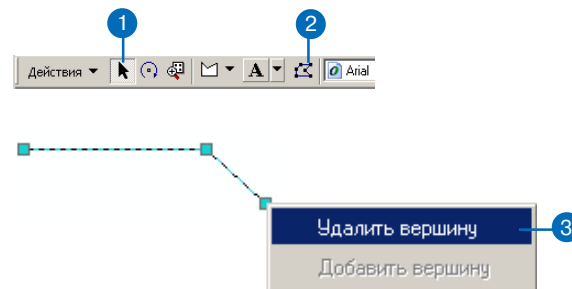 1 2
Действия A Arial
Удалить вершину 3
Добавить вершину